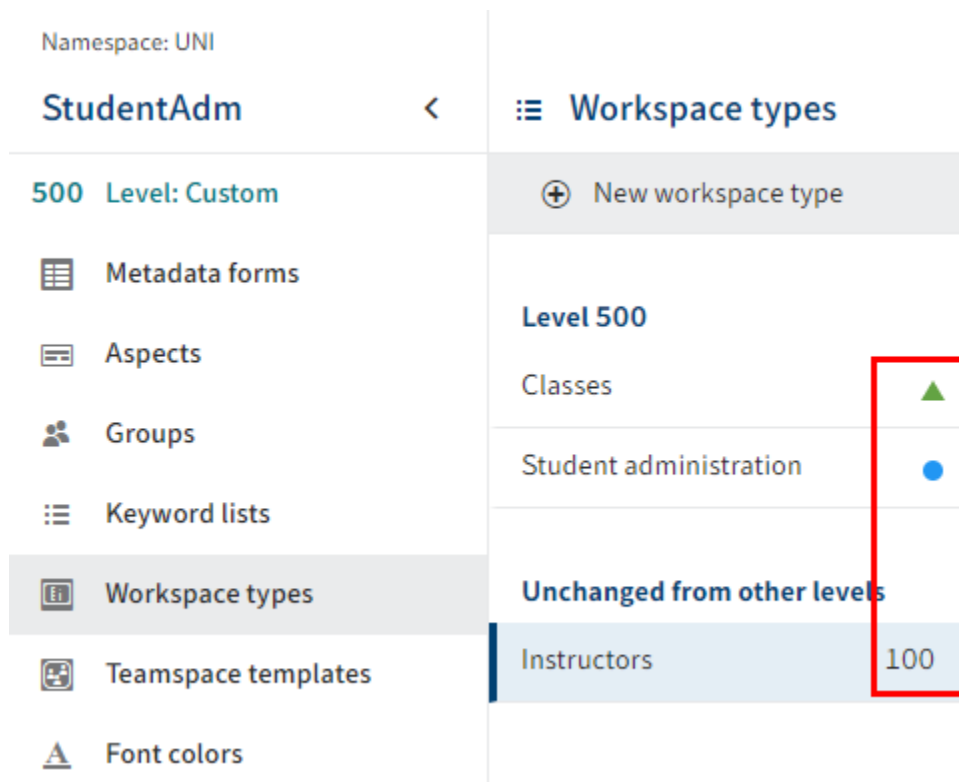 Namespace: UNI
StudentAdm
500 Level: Custom
Metadata forms
Aspects
Groups
Keyword lists
Workspace types
Teamspace templates
Font colors
Workspace types
New workspace type
Level 500
Classes
Student administration
Unchanged from other levels
Instructors 100